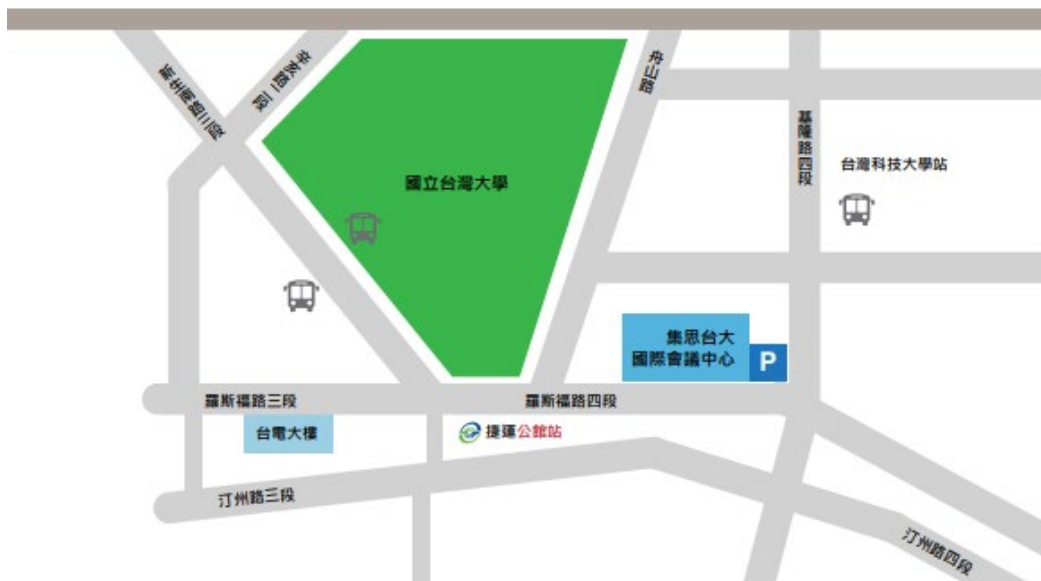 新生南路三段
辛亥路二段
舟山路
基隆路四段
台灣科技大學站
國立台灣大學
集思台大
國際會議中心
P
羅斯福路三段
羅斯福路四段
台電大樓
捷運公館站
汀州路三段
汀州路四段